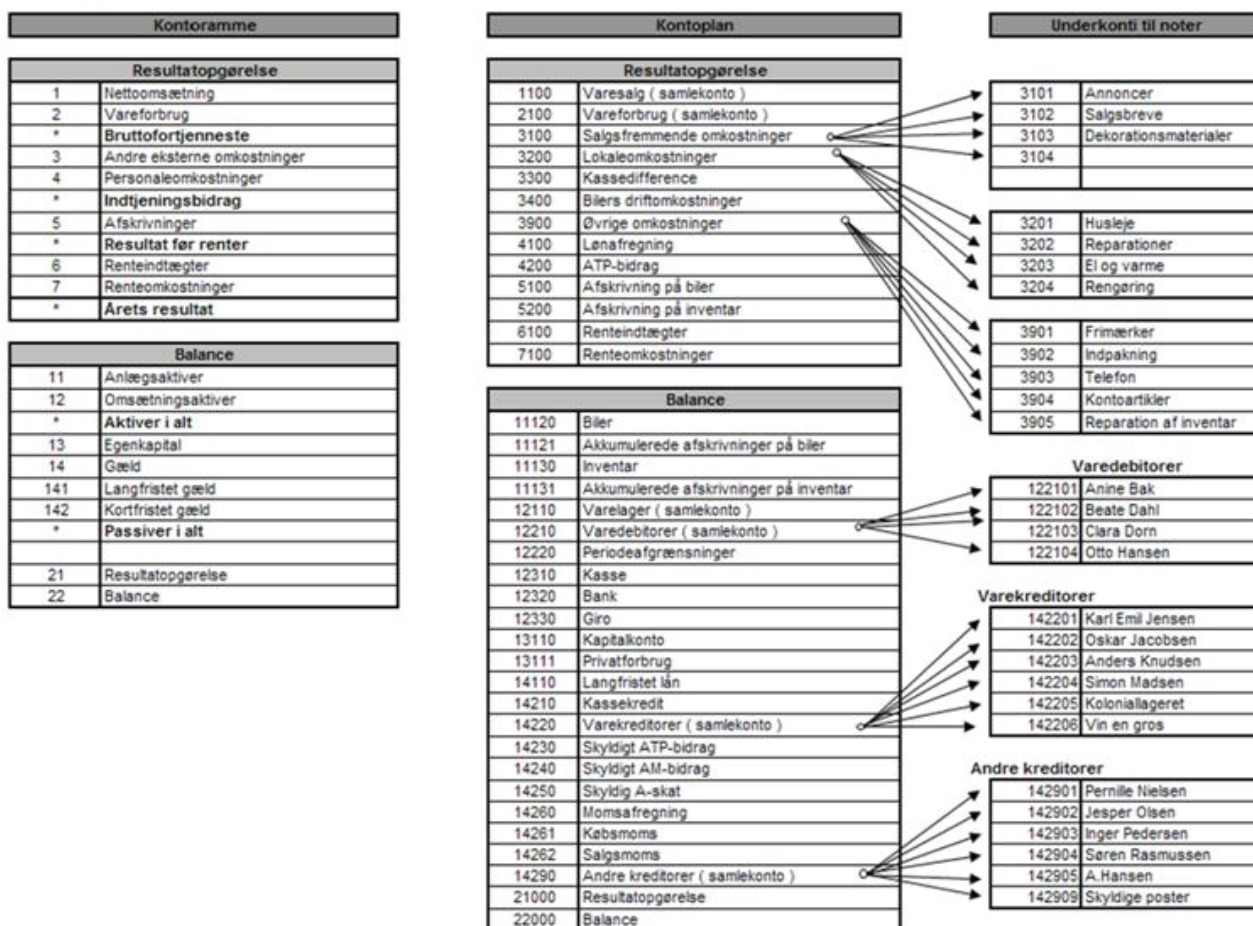 Kontoramme
Resultatopgørelse
1 Nettoomsætning
2 Vareforbrug
* Bruttofortjenneste
3 Andre eksterne omkostninger
4 Personaleomkostninger
* Indtjeningsbidrag
5 Afskrivninger
* Resultat før renter
6 Renteindtægter
7 Renteomkostninger
* Årets resultat
Balance
11 Anlægsaktiver
12 Omsætningsaktiver
* Aktiver i alt
13 Egenkapital
14 Gæld
141 Langfristet gæld
142 Kortfristet gæld
* Passiver i alt
21 Resultatopgørelse
22 Balance
Kontoplan
Resultatopgørelse
1100 Varesalg ( samlekonto )
2100 Vareforbrug ( samlekonto )
3100 Salgsfremmende omkostninger
3200 Lokaleomkostninger
3300 Kassedifference
3400 Bilers driftomkostninger
3900 Øvrige omkostninger
4100 Lønafregning
4200 ATP-bidrag
5100 Afskrivning på biler
5200 Afskrivning på inventar
6100 Renteindtægter
7100 Renteomkostninger
Balance
11120 Biler
11121 Akkumulerede afskrivninger på biler
11130 Inventar
11131 Akkumulerede afskrivninger på inventar
12110 Varelager ( samlekonto )
12210 Varedebitorer ( samlekonto )
12220 Periodeafgrænsninger
12310 Kasse
12320 Bank
12330 Giro
13110 Kapitalkonto
13111 Privatforbrug
14110 Langfristet lån
14210 Kassekredit
14220 Varekreditorer ( samlekonto )
14230 Skyldigt ATP-bidrag
14240 Skyldigt AM-bidrag
14250 Skyldig A-skat
14260 Momsafregning
14261 Købsmoms
14262 Salgsmoms
14290 Andre kreditorer ( samlekonto )
21000 Resultatopgørelse
22000 Balance
Underkonti til noter
3101 Annoncer
3102 Salgsbreve
3103 Dekorationsmaterialer
3104
3201 Husleje
3202 Reparationer
3203 El og varme
3204 Rengøring
3901 Frimærker
3902 Indpakning
3903 Telefon
3904 Kontoartikler
3905 Reparation af inventar
Varedebitorer
122101 Anine Bak
122102 Beate Dahl
122103 Clara Dorn
122104 Otto Hansen
Varekreditorer
142201 Karl Emil Jensen
142202 Oskar Jacobsen
142203 Anders Knudsen
142204 Simon Madsen
142205 Koloniallageret
142206 Vin en gros
Andre kreditorer
142901 Pernille Nielsen
142902 Jesper Olsen
142903 Inger Pedersen
142904 Søren Rasmussen
142905 A.Hansen
142909 Skyldige poster